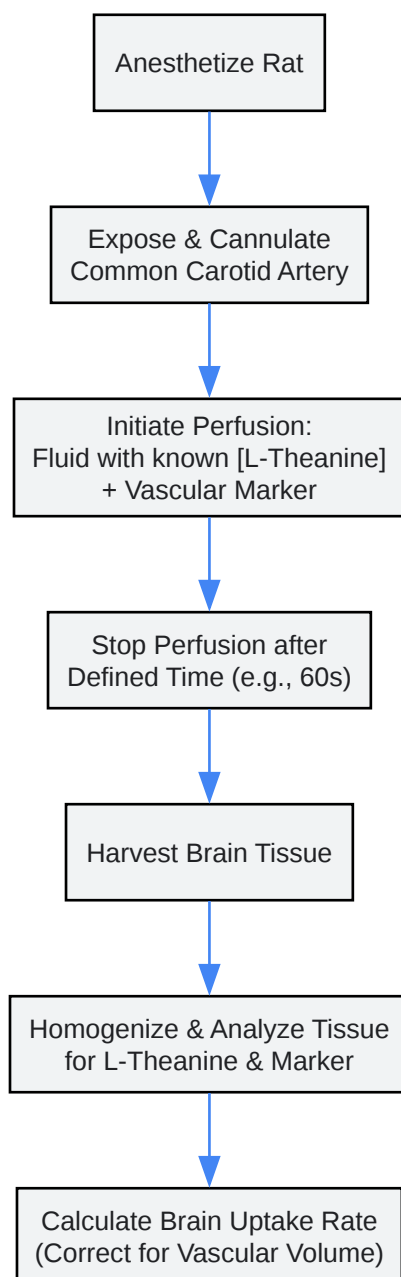 Anesthetize Rat
Expose & Cannulate
Common Carotid Artery
Initiate Perfusion:
Fluid with known [L-Theanine]
+ Vascular Marker
Stop Perfusion after
Defined Time (e.g., 60s)
Harvest Brain Tissue
Homogenize & Analyze Tissue
for L-Theanine & Marker
Calculate Brain Uptake Rate
(Correct for Vascular Volume)